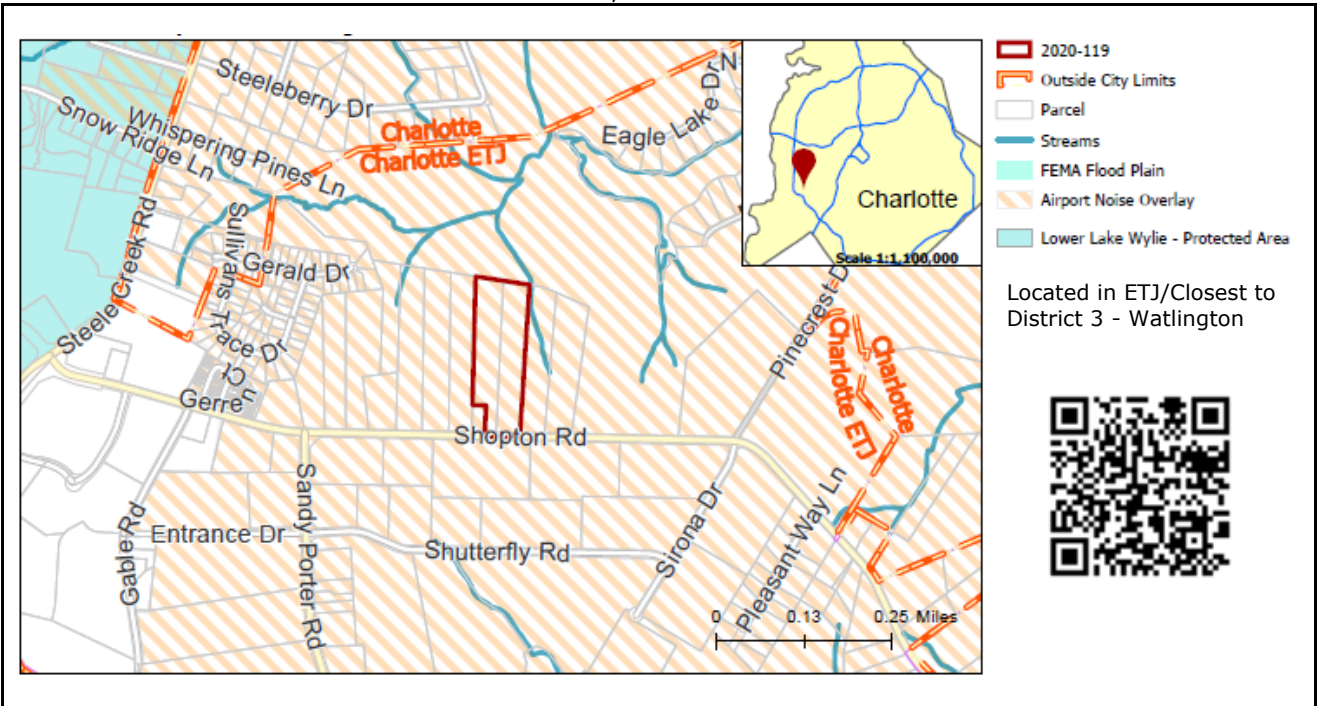 Steeleberry Dr
Snow Ridge Ln
Whispering Pines Ln
Charlotte
Charlotte ETJ
Eagle Lake Dr
N
Charlotte
Scale 1:1,100,000
Steele Creek Rd
Sullivans Trace Dr
Gerald Dr
Gerren Ct
Shopton Rd
Pinecrest D
Charlotte
Charlotte ETJ
Sandy Porter Rd
Gable Rd
Entrance Dr
Shutterfly Rd
Sirona Dr
Pleasant Way Ln
0 0.13 0.25 Miles
2020-119
Outside City Limits
Parcel
Streams
FEMA Flood Plain
Airport Noise Overlay
Lower Lake Wylie - Protected Area
Located in ETJ/Closest to
District 3 - Watlington